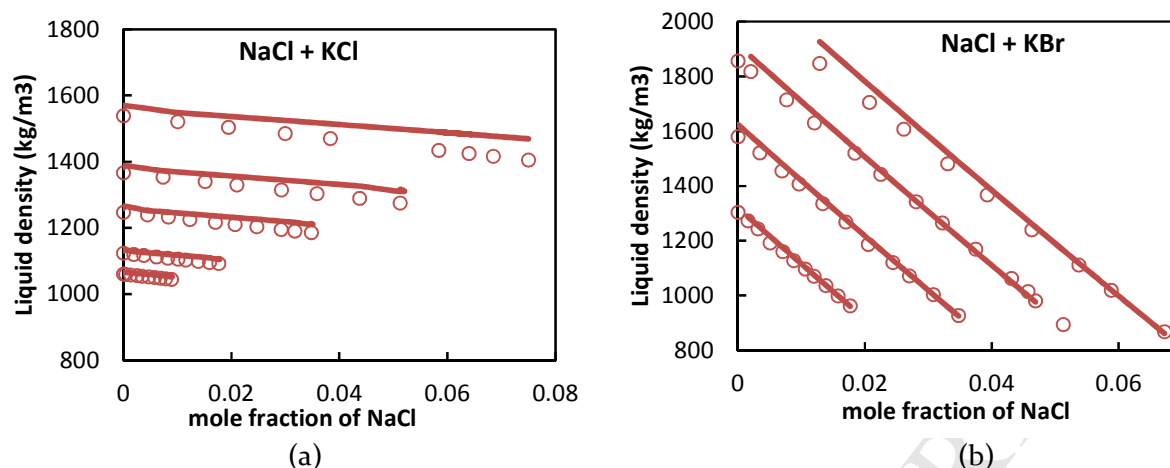 NaCl + KCl
Liquid density (kg/m3)
1800
1600
1400
1200
1000
800
0
0.02
0.04
0.06
0.08
mole fraction of NaCl
(a)
NaCl + KBr
Liquid density (kg/m3)
2000
1800
1600
1400
1200
1000
800
0
0.02
0.04
0.06
mole fraction of NaCl
(b)